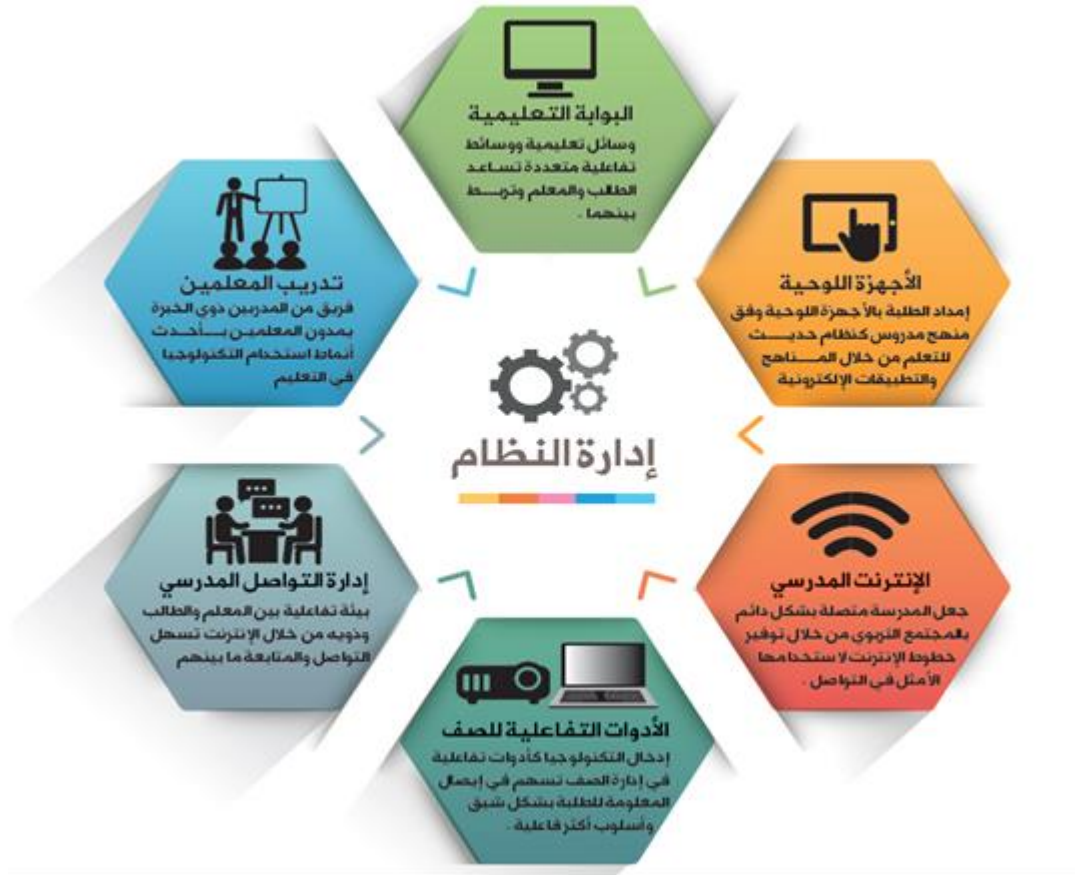 البوابة التعليمية
وسائل تعليمية ووسائط
تفاعلية متعددة تساعد
الطالب والمعلم وتربـــط
بينهما .
الأجهزة اللوحية
إمداد الطلبة بالأجهزة اللوحية وفق
منهج مدروس كنظام حديـــــث
للتعلم من خلال المـــناهج
والتطبيقات الإلكترونية
الإنترنت المدرسي
جعل المدرسة متصلة بشكل دائم
بالمجتمع التربوي من خلال توفير
خطوط الإنترنت لاستخدامها
الأمثل في التواصل .
الأدوات التفاعلية للصف
إدخال التكنولوجيا كأدوات تفاعلية
في إدارة الصف تسهم في إيصال
المعلومة للطلبة بشكل شيق
وأسلوب أكثر فاعلية .
إدارة التواصل المدرسي
بيئة تفاعلية بين المعلم والطالب
وذويه من خلال الإنترنت تسهل
التواصل والمتابعة ما بينهم
تدريب المعلمين
فريق من المدربين ذوي الخبرة
يمدون المعلمين بــــأحــدث
أنماط استخدام التكنولوجيا
في التعليم
إدارة النظام